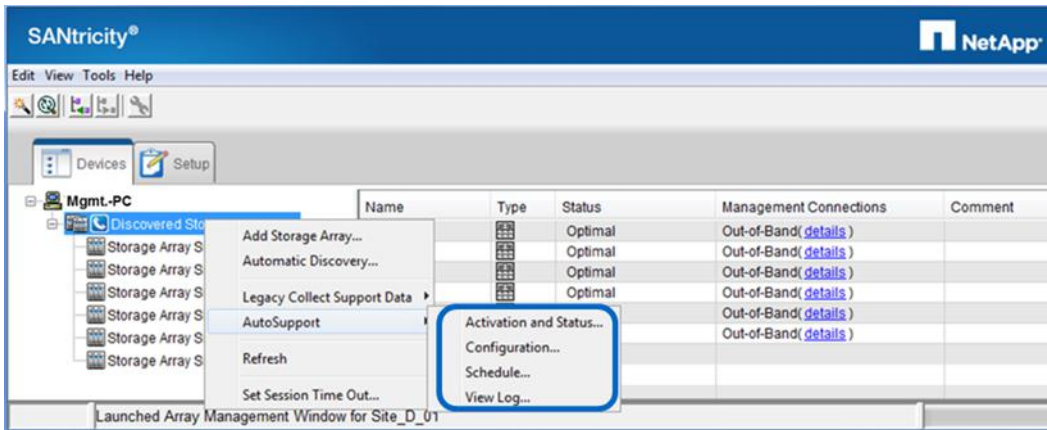 SANtricity®
NetApp®
Edit View Tools Help
Devices
Setup
Mgmt.-PC
Discovered Sto
Storage Array S
Storage Array S
Storage Array S
Storage Array S
Storage Array S
Storage Array S
Add Storage Array...
Automatic Discovery...
Legacy Collect Support Data
AutoSupport
Refresh
Set Session Time Out...
Activation and Status...
Configuration...
Schedule...
View Log...
Name Type Status Management Connections Comment
Optimal Out-of-Band( details )
Optimal Out-of-Band( details )
Optimal Out-of-Band( details )
Optimal Out-of-Band( details )
Out-of-Band( details )
Out-of-Band( details )
Launched Array Management Window for Site_D_01